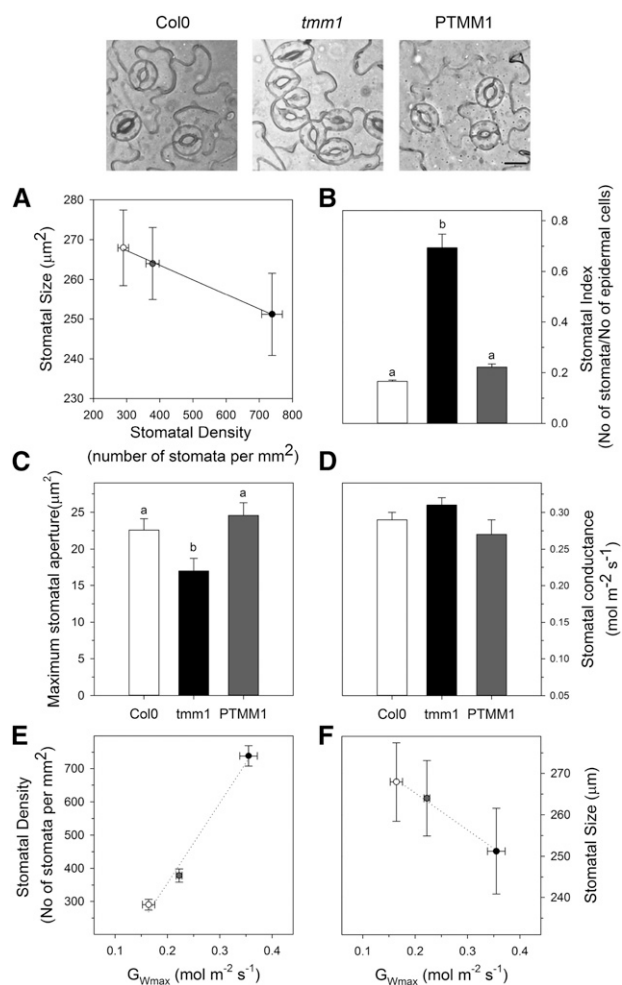 Col0 tmm1 PTMM1
A
280
270
260
250
240
230
200 300 400 500 600 700 800
Stomatal Size (μm2)
Stomatal Density
(number of stomata per mm2)
B
a b a
0.8
0.6
0.4
0.2
0.0
Stomatal Index
(No of stomata/No of epidermal cells)
C
a b a
25
20
15
10
5
0
Maximum stomatal aperture(μm2)
Col0 tmm1 PTMM1
D
0.30
0.25
0.20
0.15
0.10
0.05
Stomatal conductance
(mol m-2 s-1)
Col0 tmm1 PTMM1
E
700
600
500
400
300
Stomatal Density
(No of stomata per mm2)
0.1 0.2 0.3 0.4
GWmax (mol m-2 s-1)
F
270
260
250
240
Stomatal Size (μm)
0.1 0.2 0.3 0.4
GWmax (mol m-2 s-1)